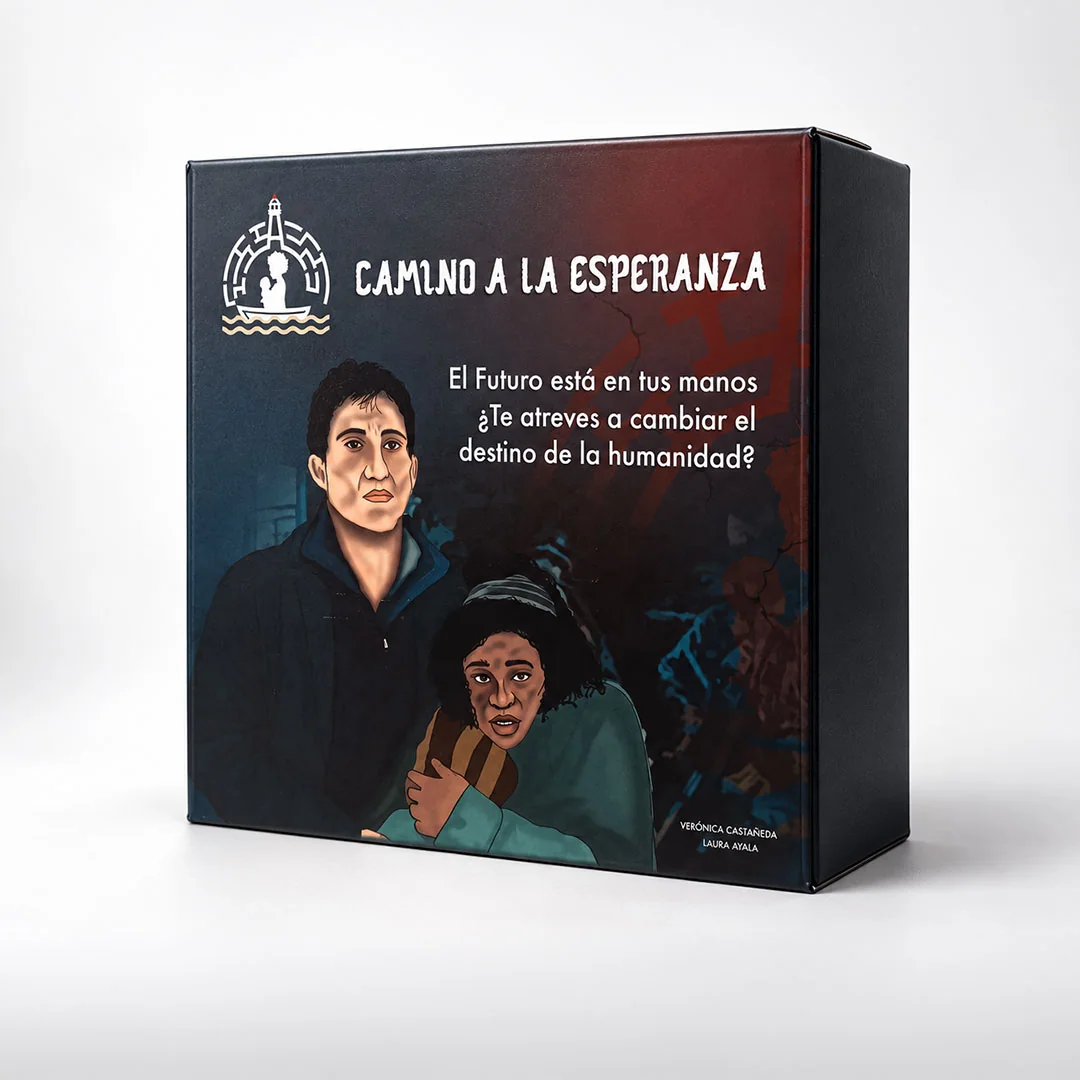 CAMINO A LA ESPERANZA
El Futuro está en tus manos
¿Te atreves a cambiar el
destino de la humanidad?
VERÓNICA CASTAÑEDA
LAURA AYALA